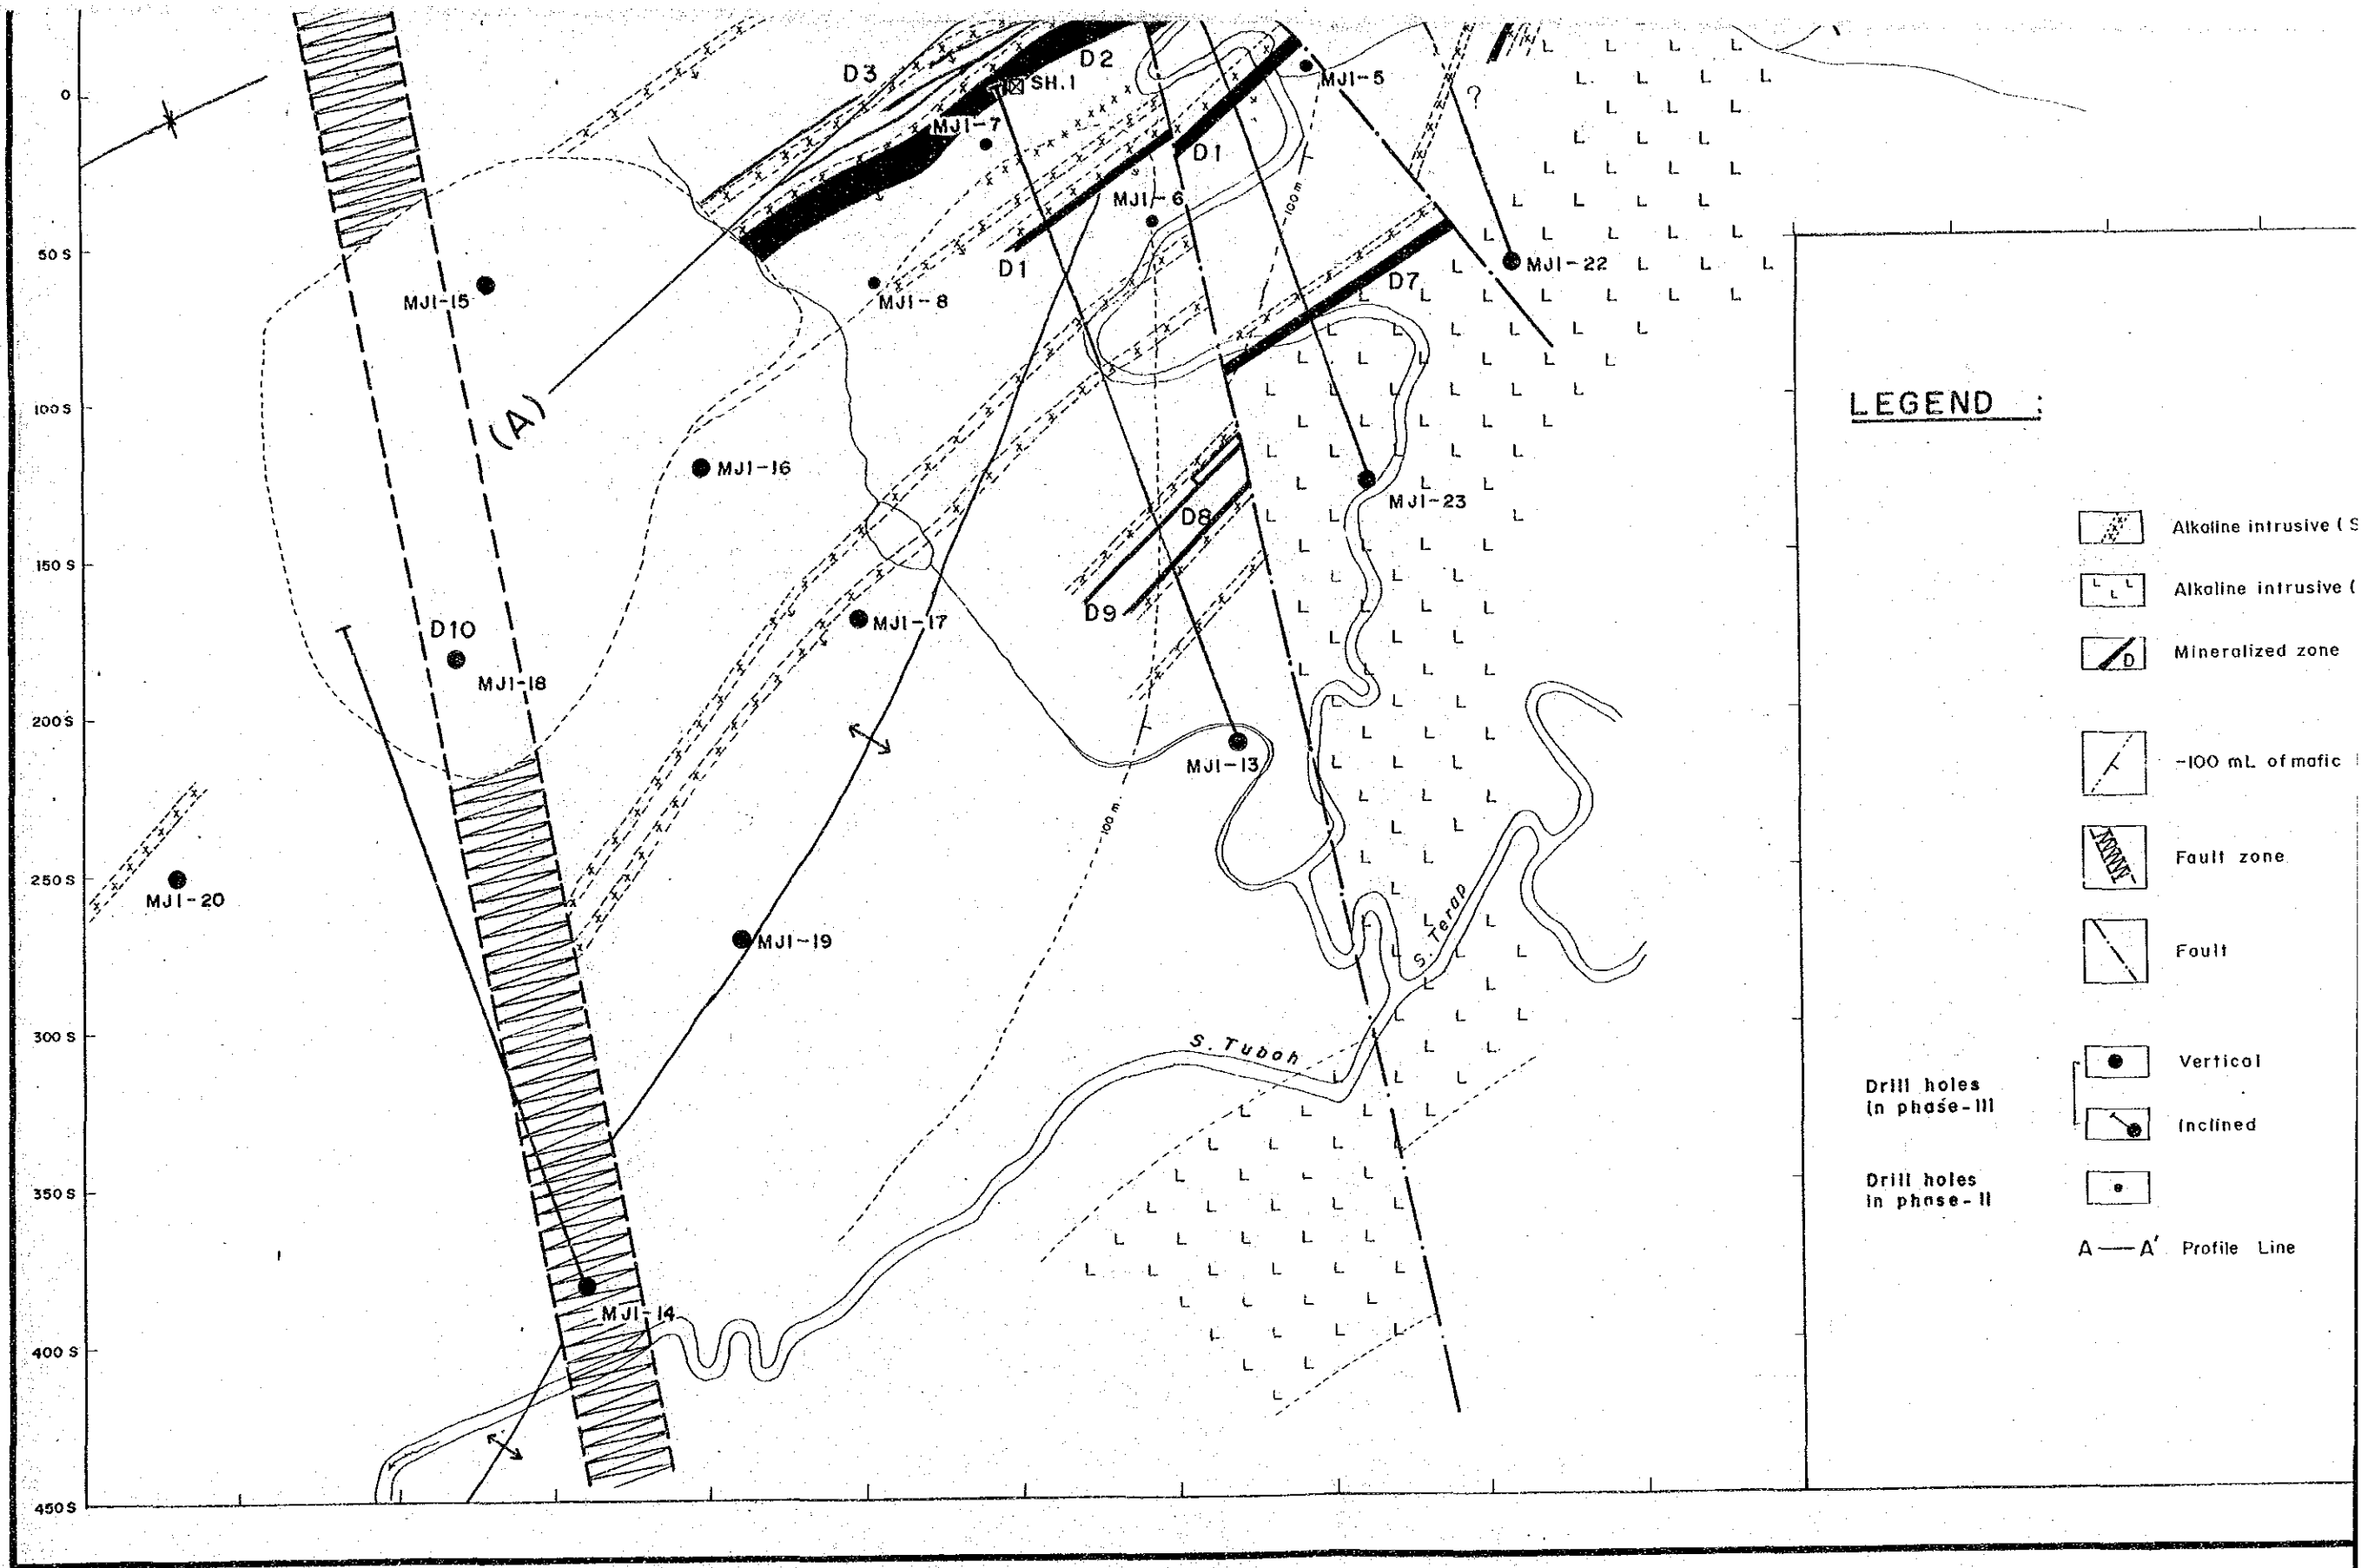 D3
D2
SH.1
MJI-5
0
MJI-7
?
D1
MJI-6
-100m
50 S
D1
MJI-22
MJI-15
MJI-8
D7
100 S
(A)
LEGEND :
MJI-16
MJI-23
D8
Alkaline intrusive ( S
150 S
Alkaline intrusive (
D9
D10
MJI-17
D
Mineralized zone
MJI-18
200 S
MJI-13
-100 mL of mafic
-100 m.
Fault zone
250 S
MJI-20
S. Terap
MJI-19
Fault
300 S
S. Tuboh
Vertical
Drill holes
in phase-III
Inclined
350 S
Drill holes
in phase-II
A — A' Profile Line
MJI-14
400 S
450 S